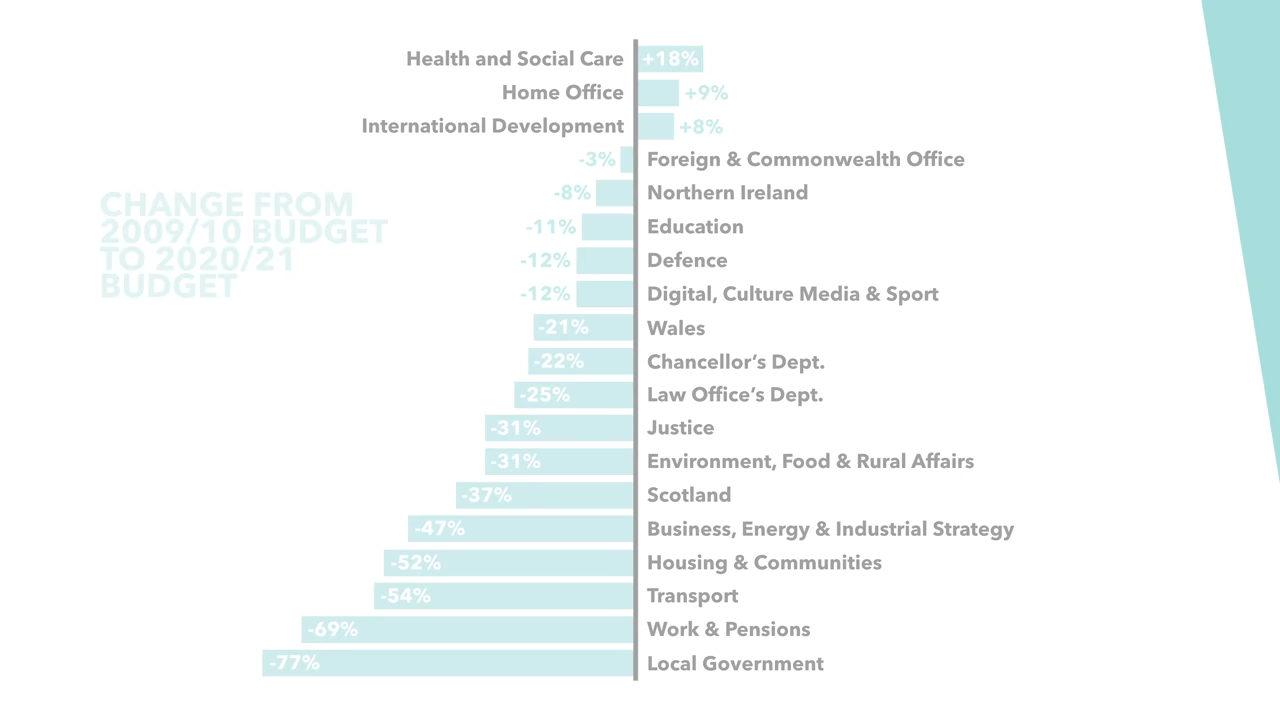 Health and Social Care +18%
Home Office +9%
International Development +8%
-3% Foreign & Commonwealth Office
-8% Northern Ireland
CHANGE FROM
2009/10 BUDGET
TO 2020/21
BUDGET
-11% Education
-12% Defence
-12% Digital, Culture Media & Sport
-21% Wales
-22% Chancellor's Dept.
-25% Law Office's Dept.
-31% Justice
-31% Environment, Food & Rural Affairs
-37% Scotland
-47% Business, Energy & Industrial Strategy
-52% Housing & Communities
-54% Transport
-69% Work & Pensions
-77% Local Government